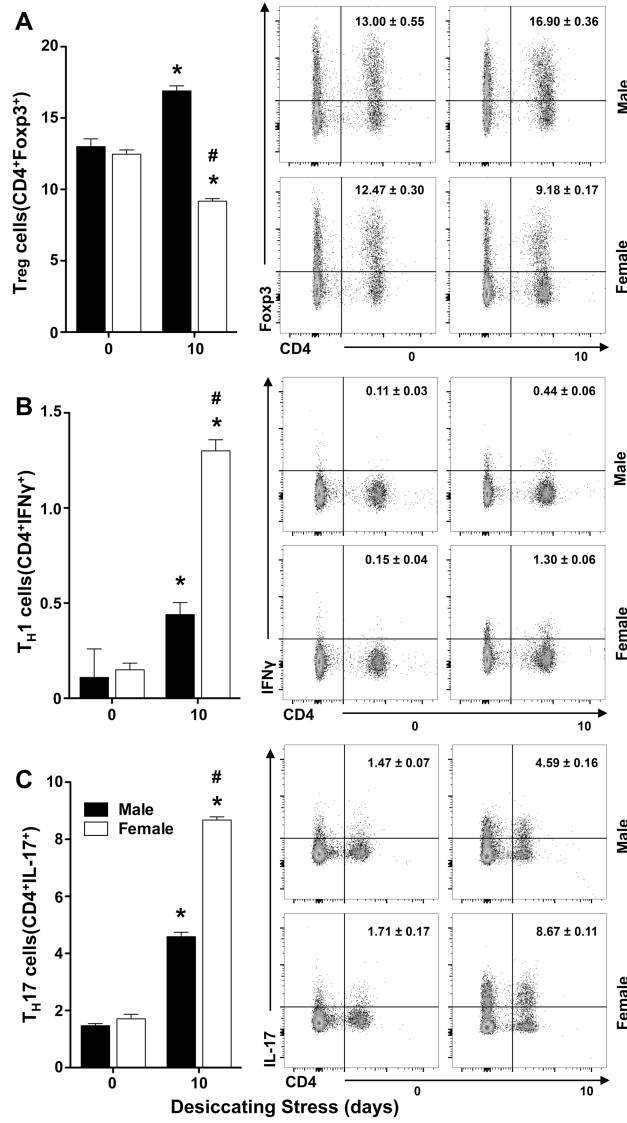 A
Treg cells(CD4⁺Foxp3⁺)
20
15
10
5
0
*
#
*
0
10
13.00 ± 0.55
16.90 ± 0.36
Male
12.47 ± 0.30
9.18 ± 0.17
Female
Foxp3
CD4
0
10
B
T_H1 cells(CD4⁺IFNγ⁺)
1.5
1.0
0.5
0
*
#
*
0
10
0.11 ± 0.03
0.44 ± 0.06
Male
0.15 ± 0.04
1.30 ± 0.06
Female
IFNγ
CD4
0
10
C
T_H17 cells(CD4⁺IL-17⁺)
10
8
6
4
2
0
Male
Female
*
#
*
0
10
1.47 ± 0.07
4.59 ± 0.16
Male
1.71 ± 0.17
8.67 ± 0.11
Female
IL-17
CD4
0
10
Desiccating Stress (days)